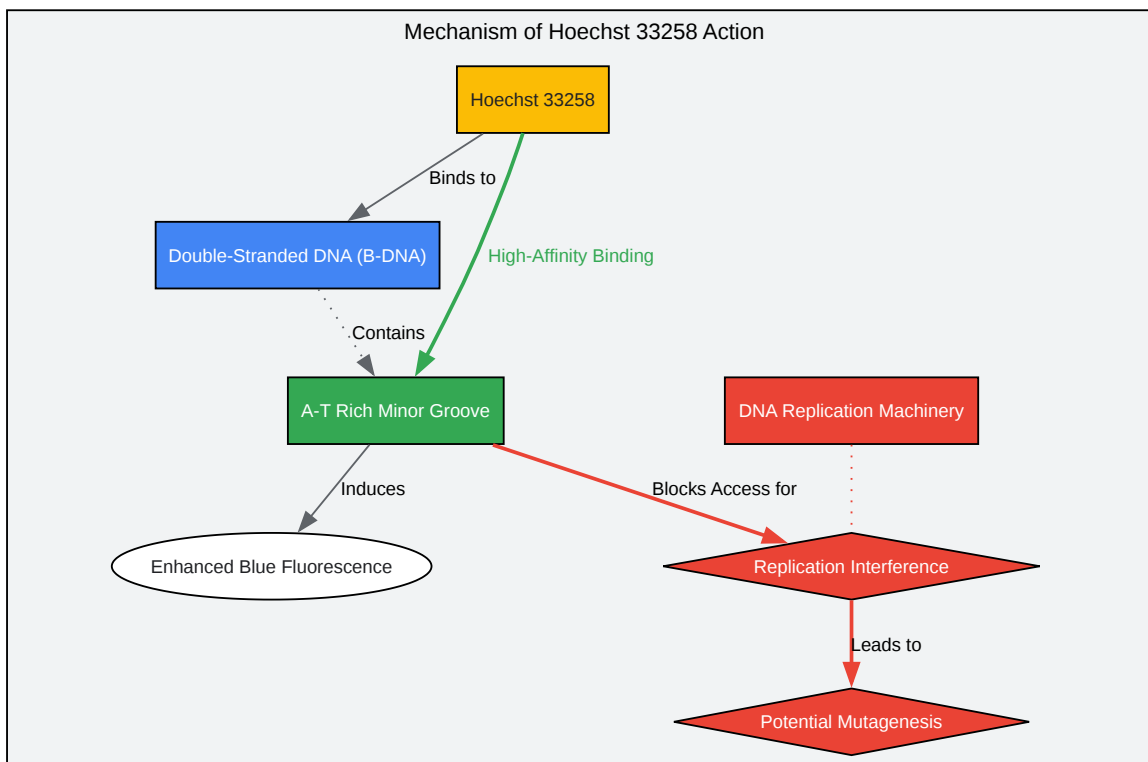 Mechanism of Hoechst 33258 Action
Hoechst 33258
Binds to
Double-Stranded DNA (B-DNA)
High-Affinity Binding
Contains
A-T Rich Minor Groove
DNA Replication Machinery
Induces
Blocks Access for
Enhanced Blue Fluorescence
Replication Interference
Leads to
Potential Mutagenesis